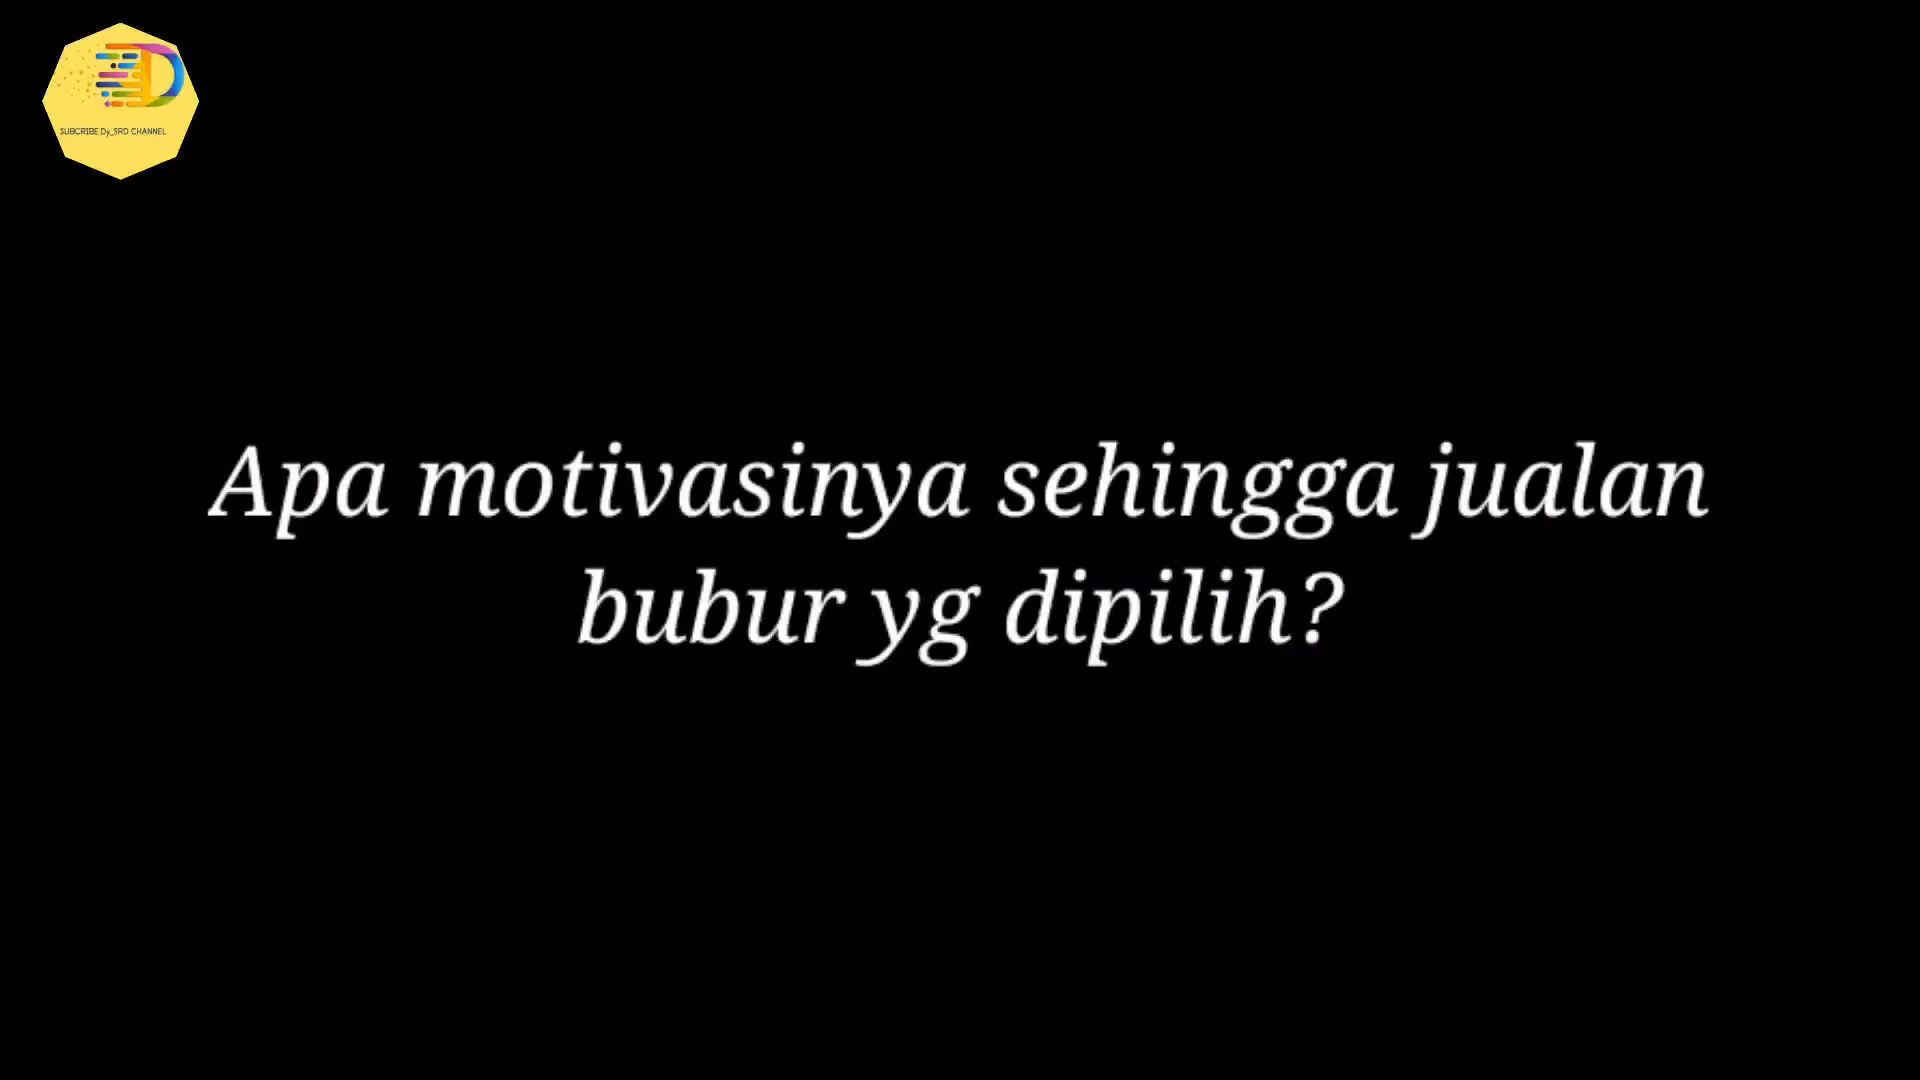 SUBCRIBE Dy_SRD CHANNEL
Apa motivasinya sehingga jualan
bubur yg dipilih?